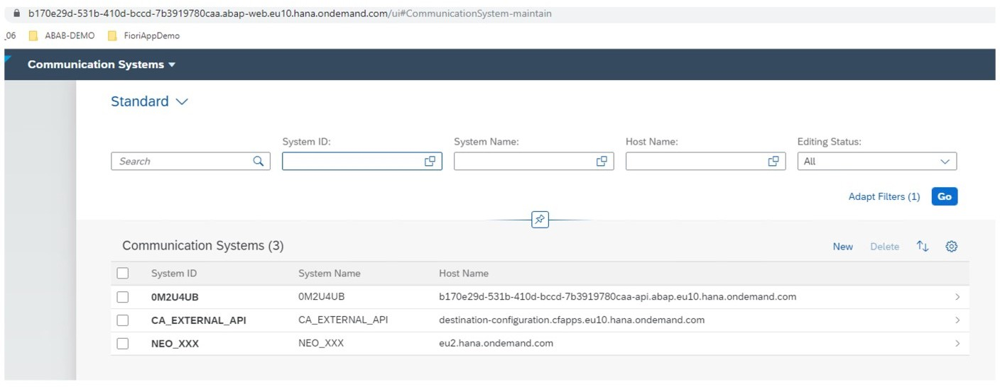 b170e29d-531b-410d-bccd-7b3919780caa.abap-web.eu10.hana.ondemand.com/ui#CommunicationSystem-maintain
_06 ABAB-DEMO FioriAppDemo
Communication Systems
Standard
System ID: System Name: Host Name: Editing Status:
Search All
Adapt Filters (1) Go
Communication Systems (3) New Delete
System ID System Name Host Name
0M2U4UB 0M2U4UB b170e29d-531b-410d-bccd-7b3919780caa-api.abap.eu10.hana.ondemand.com
CA_EXTERNAL_API CA_EXTERNAL_API destination-configuration.cfapps.eu10.hana.ondemand.com
NEO_XXX NEO_XXX eu2.hana.ondemand.com